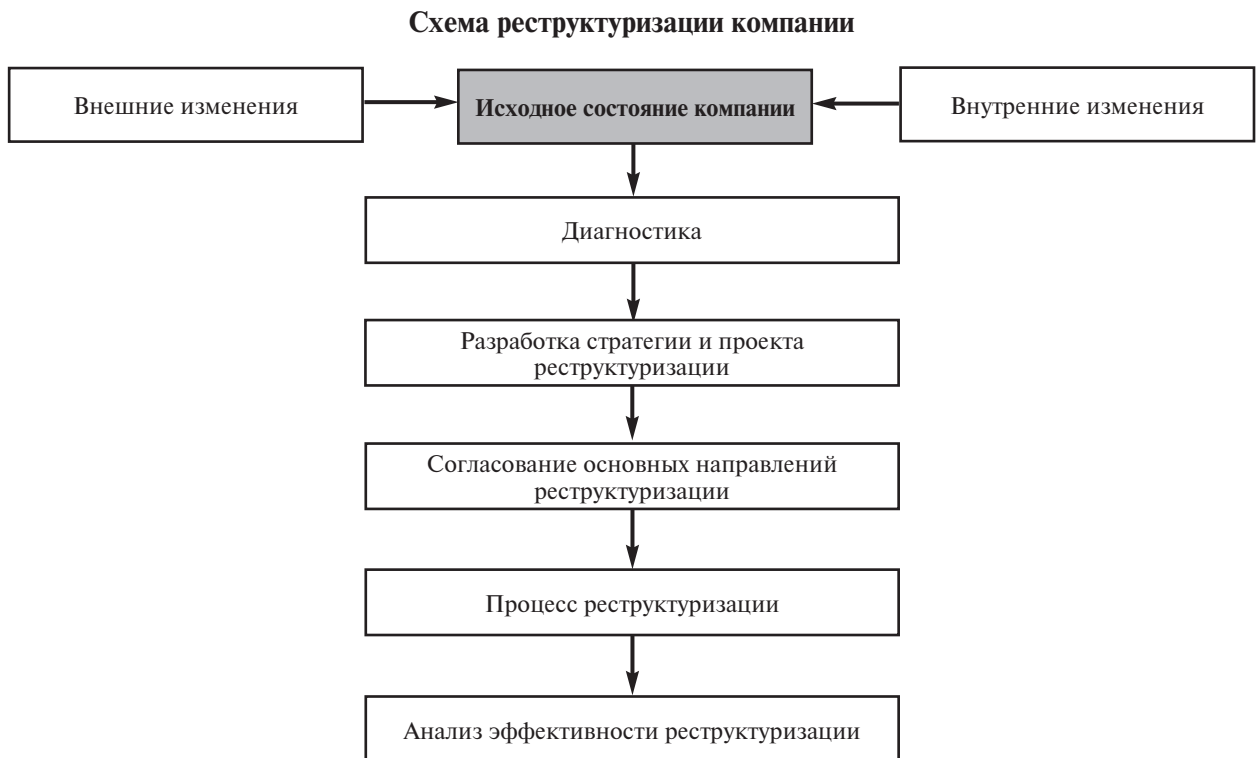 Схема реструктуризации компании
Внешние изменения
Исходное состояние компании
Внутренние изменения
Диагностика
Разработка стратегии и проекта
реструктуризации
Согласование основных направлений
реструктуризации
Процесс реструктуризации
Анализ эффективности реструктуризации